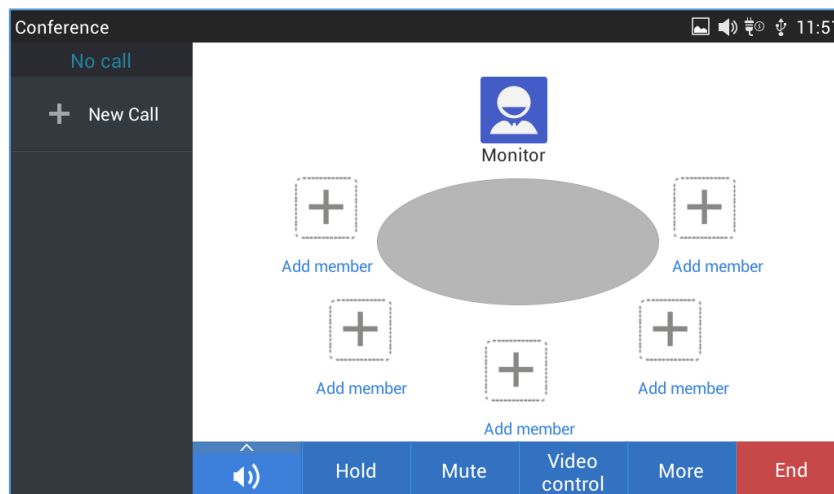 Conference
11:51
No call
New Call
Monitor
Add member
Add member
Add member
Add member
Add member
Hold
Mute
Video
control
More
End